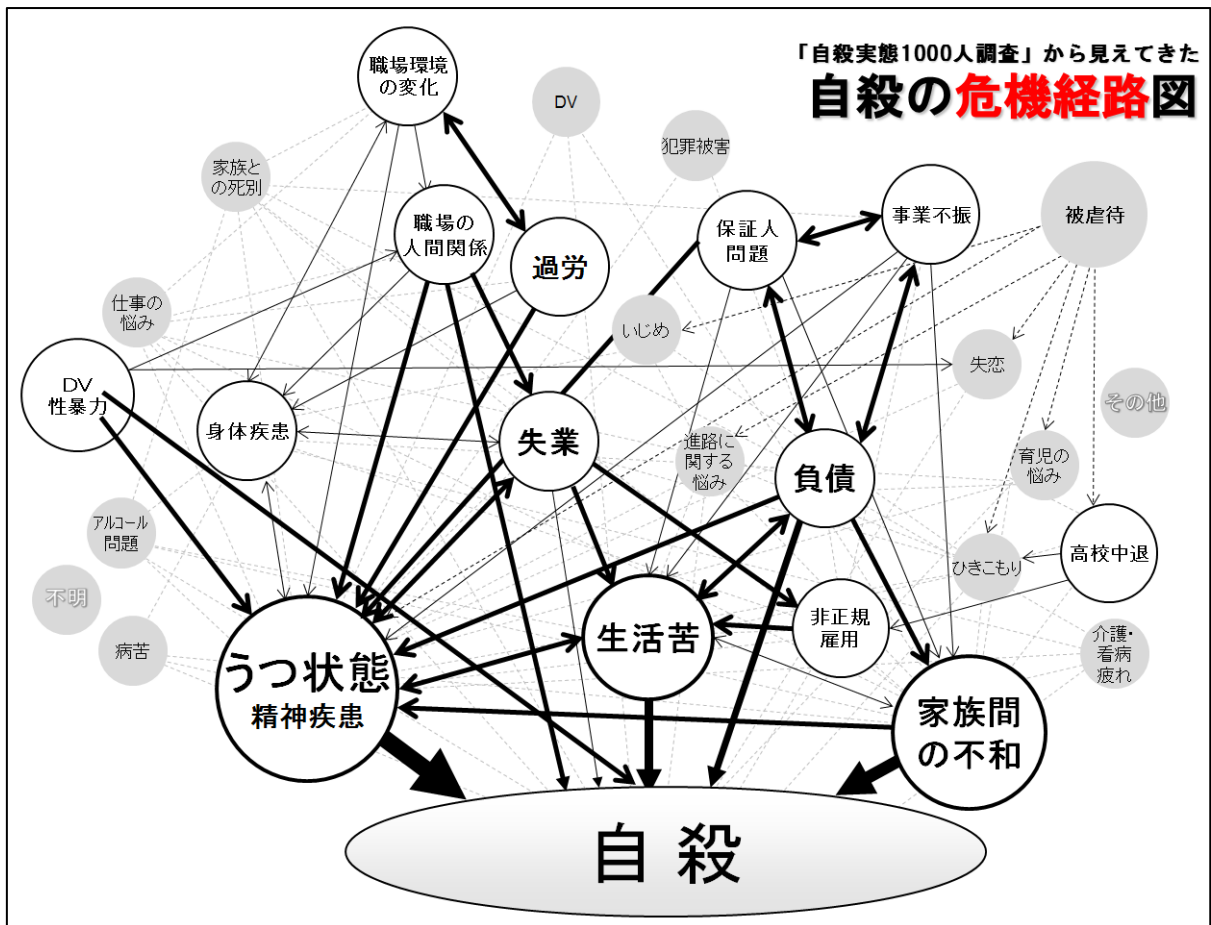 「自殺実態1000人調査」から見えてきた
自殺の危機経路図
職場環境
の変化
DV
犯罪被害
家族と
の死別
職場の
人間関係
過労
保証人
問題
事業不振
被虐待
仕事の
悩み
いじめ
失恋
DV
性暴力
その他
身体疾患
失業
進路に
関する
悩み
負債
育児の
悩み
アルコール
問題
高校中退
ひきこもり
不明
病苦
生活苦
非正規
雇用
介護・
看病
疲れ
うつ状態
精神疾患
家族間
の不和
自殺